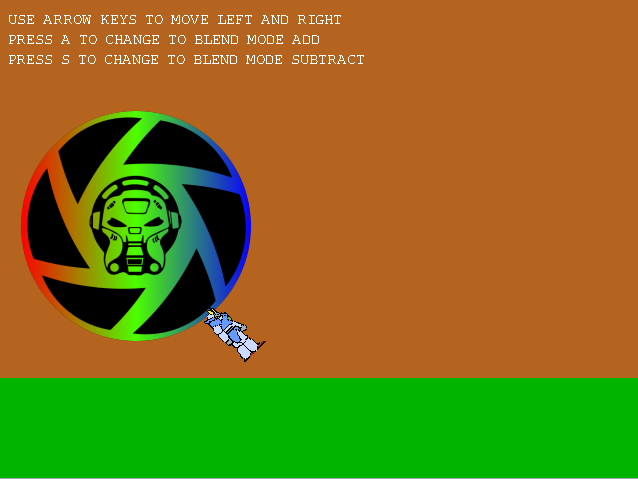 USE ARROW KEYS TO MOVE LEFT AND RIGHT
PRESS A TO CHANGE TO BLEND MODE ADD
PRESS S TO CHANGE TO BLEND MODE SUBTRACT